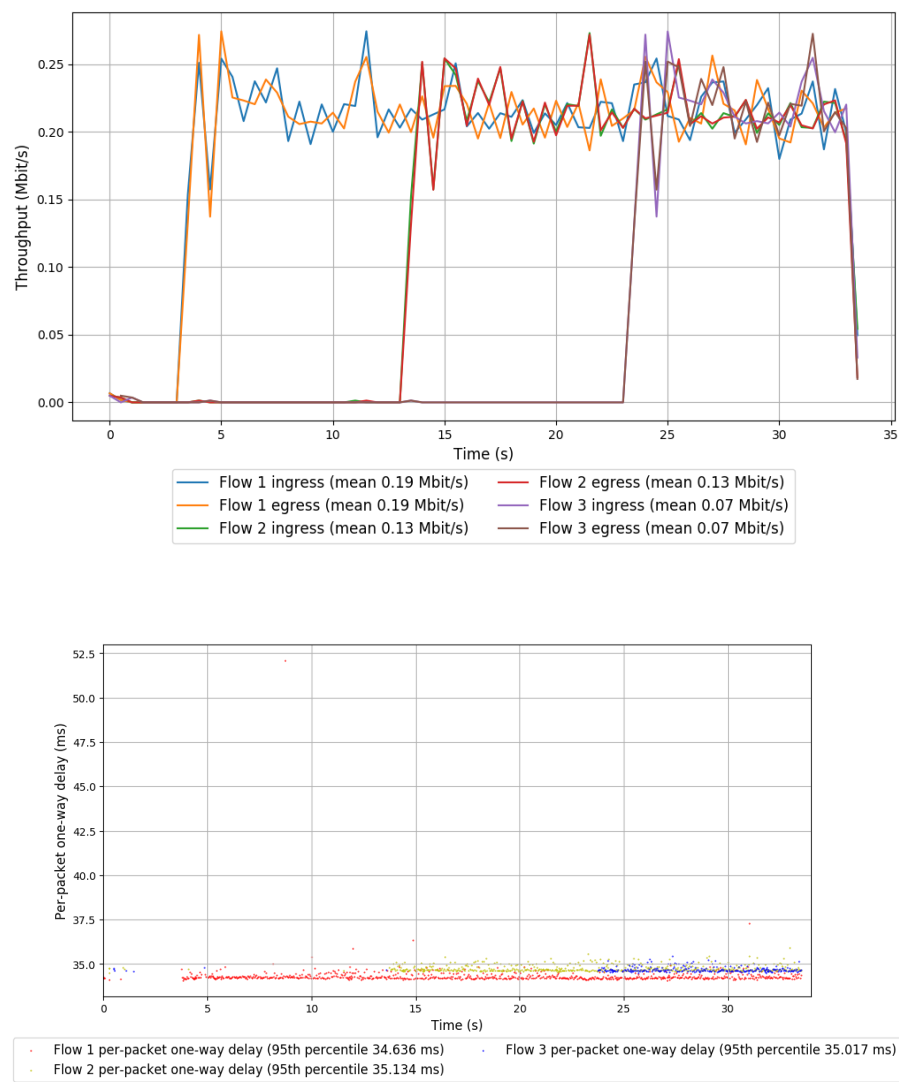 0.25
0.20
0.15
0.10
0.05
0.00
Throughput (Mbit/s)
0 5 10 15 20 25 30 35
Time (s)
Flow 1 ingress (mean 0.19 Mbit/s) Flow 2 egress (mean 0.13 Mbit/s)
Flow 1 egress (mean 0.19 Mbit/s) Flow 3 ingress (mean 0.07 Mbit/s)
Flow 2 ingress (mean 0.13 Mbit/s) Flow 3 egress (mean 0.07 Mbit/s)
52.5
50.0
47.5
45.0
42.5
40.0
37.5
35.0
Per-packet one-way delay (ms)
0 5 10 15 20 25 30
Time (s)
Flow 1 per-packet one-way delay (95th percentile 34.636 ms) Flow 3 per-packet one-way delay (95th percentile 35.017 ms)
Flow 2 per-packet one-way delay (95th percentile 35.134 ms)